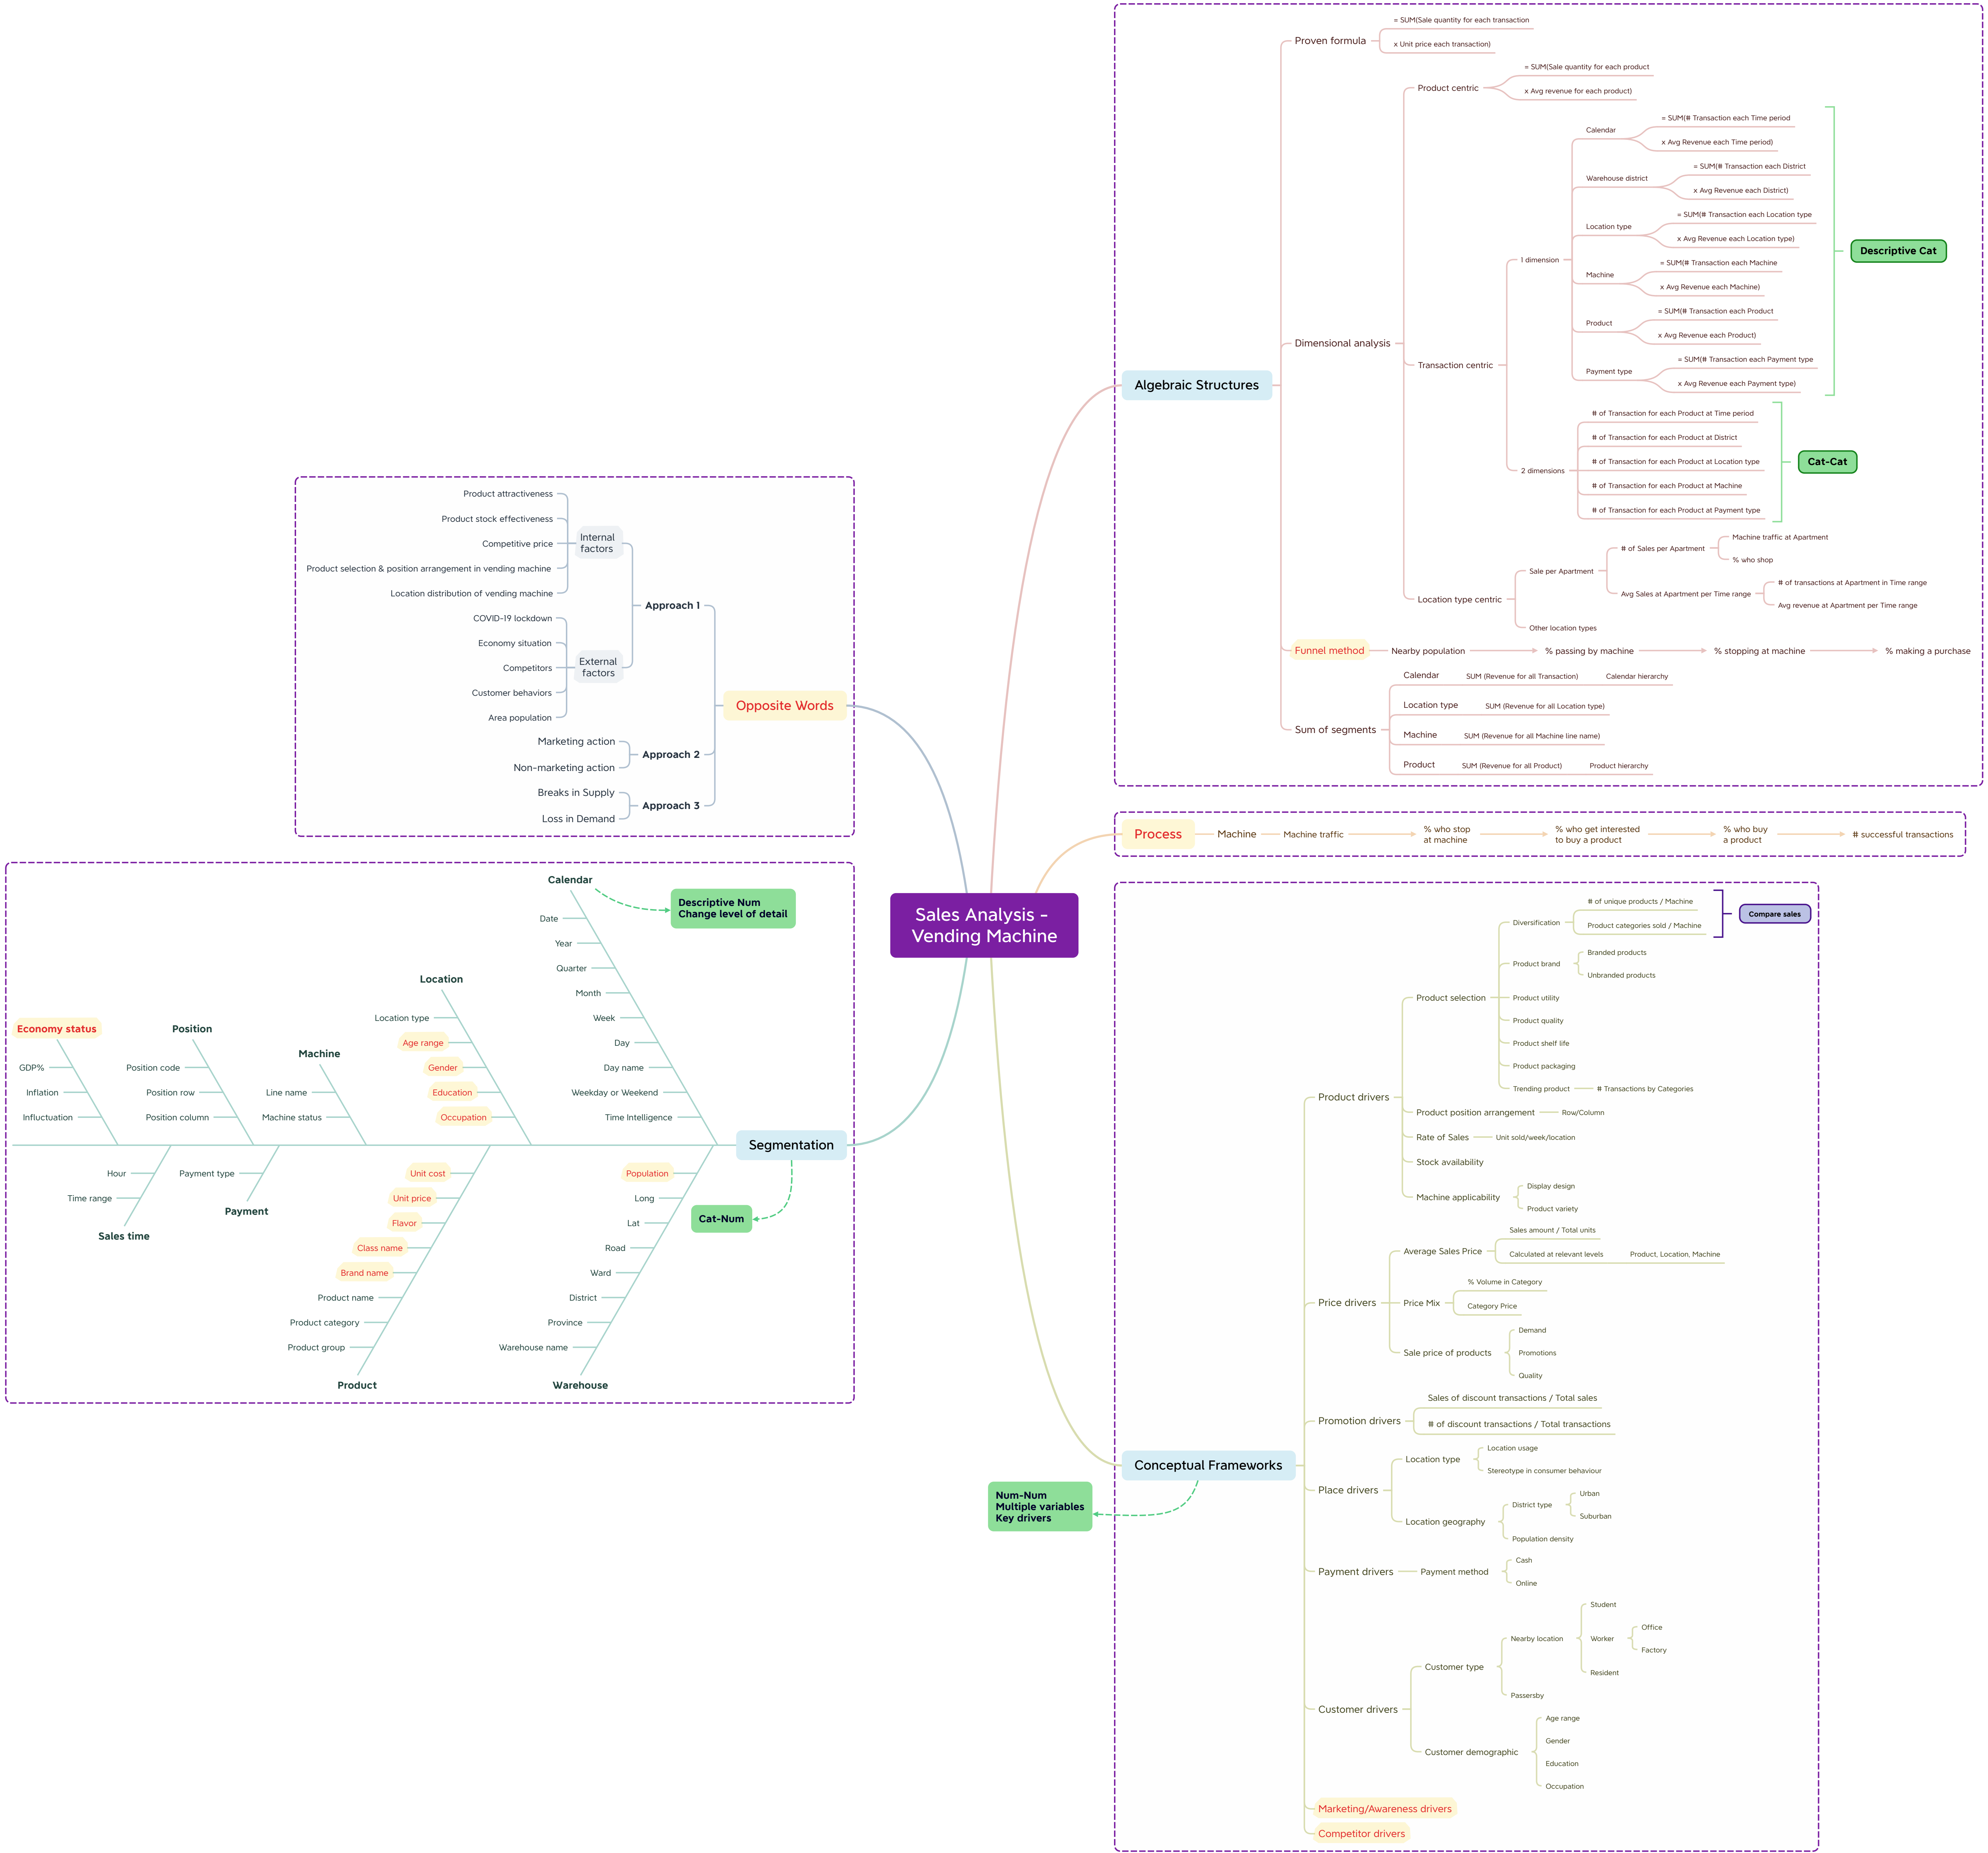 Sales Analysis -
Vending Machine
Algebraic Structures
Proven formula
= SUM(Sale quantity for each transaction
x Unit price each transaction)
Dimensional analysis
Product centric
= SUM(Sale quantity for each product
x Avg revenue for each product)
Transaction centric
1 dimension
Calendar
= SUM(# Transaction each Time period
x Avg Revenue each Time period)
Warehouse district
= SUM(# Transaction each District
x Avg Revenue each District)
Location type
= SUM(# Transaction each Location type
x Avg Revenue each Location type)
Machine
= SUM(# Transaction each Machine
x Avg Revenue each Machine)
Product
= SUM(# Transaction each Product
x Avg Revenue each Product)
Payment type
= SUM(# Transaction each Payment type
x Avg Revenue each Payment type)
Descriptive Cat
2 dimensions
# of Transaction for each Product at Time period
# of Transaction for each Product at District
# of Transaction for each Product at Location type
# of Transaction for each Product at Machine
# of Transaction for each Product at Payment type
Cat-Cat
Location type centric
Sale per Apartment
# of Sales per Apartment
Machine traffic at Apartment
% who shop
Avg Sales at Apartment per Time range
# of transactions at Apartment in Time range
Avg revenue at Apartment per Time range
Other location types
Funnel method
Nearby population
% passing by machine
% stopping at machine
% making a purchase
Sum of segments
Calendar
SUM (Revenue for all Transaction)
Calendar hierarchy
Location type
SUM (Revenue for all Location type)
Machine
SUM (Revenue for all Machine line name)
Product
SUM (Revenue for all Product)
Product hierarchy
Process
Machine
Machine traffic
% who stop
at machine
% who get interested
to buy a product
% who buy
a product
# successful transactions
Conceptual Frameworks
Num-Num
Multiple variables
Key drivers
Product drivers
Product selection
Diversification
# of unique products / Machine
Product categories sold / Machine
Compare sales
Product brand
Branded products
Unbranded products
Product utility
Product quality
Product shelf life
Product packaging
Trending product
# Transactions by Categories
Product position arrangement
Row/Column
Rate of Sales
Unit sold/week/location
Stock availability
Machine applicability
Display design
Product variety
Price drivers
Average Sales Price
Sales amount / Total units
Calculated at relevant levels
Product, Location, Machine
Price Mix
% Volume in Category
Category Price
Sale price of products
Demand
Promotions
Quality
Promotion drivers
Sales of discount transactions / Total sales
# of discount transactions / Total transactions
Place drivers
Location type
Location usage
Stereotype in consumer behaviour
Location geography
District type
Urban
Suburban
Population density
Payment drivers
Payment method
Cash
Online
Customer drivers
Customer type
Nearby location
Student
Worker
Office
Factory
Resident
Passersby
Customer demographic
Age range
Gender
Education
Occupation
Marketing/Awareness drivers
Competitor drivers
Opposite Words
Approach 1
Internal
factors
Product attractiveness
Product stock effectiveness
Competitive price
Product selection & position arrangement in vending machine
Location distribution of vending machine
External
factors
COVID-19 lockdown
Economy situation
Competitors
Customer behaviors
Area population
Approach 2
Marketing action
Non-marketing action
Approach 3
Breaks in Supply
Loss in Demand
Segmentation
Cat-Num
Calendar
Descriptive Num
Change level of detail
Date
Year
Quarter
Month
Week
Day
Day name
Weekday or Weekend
Time Intelligence
Location
Location type
Age range
Gender
Education
Occupation
Machine
Line name
Machine status
Position
Position code
Position row
Position column
Economy status
GDP%
Inflation
Influctuation
Hour
Time range
Sales time
Payment type
Payment
Unit cost
Unit price
Flavor
Class name
Brand name
Product name
Product category
Product group
Product
Population
Long
Lat
Road
Ward
District
Province
Warehouse name
Warehouse